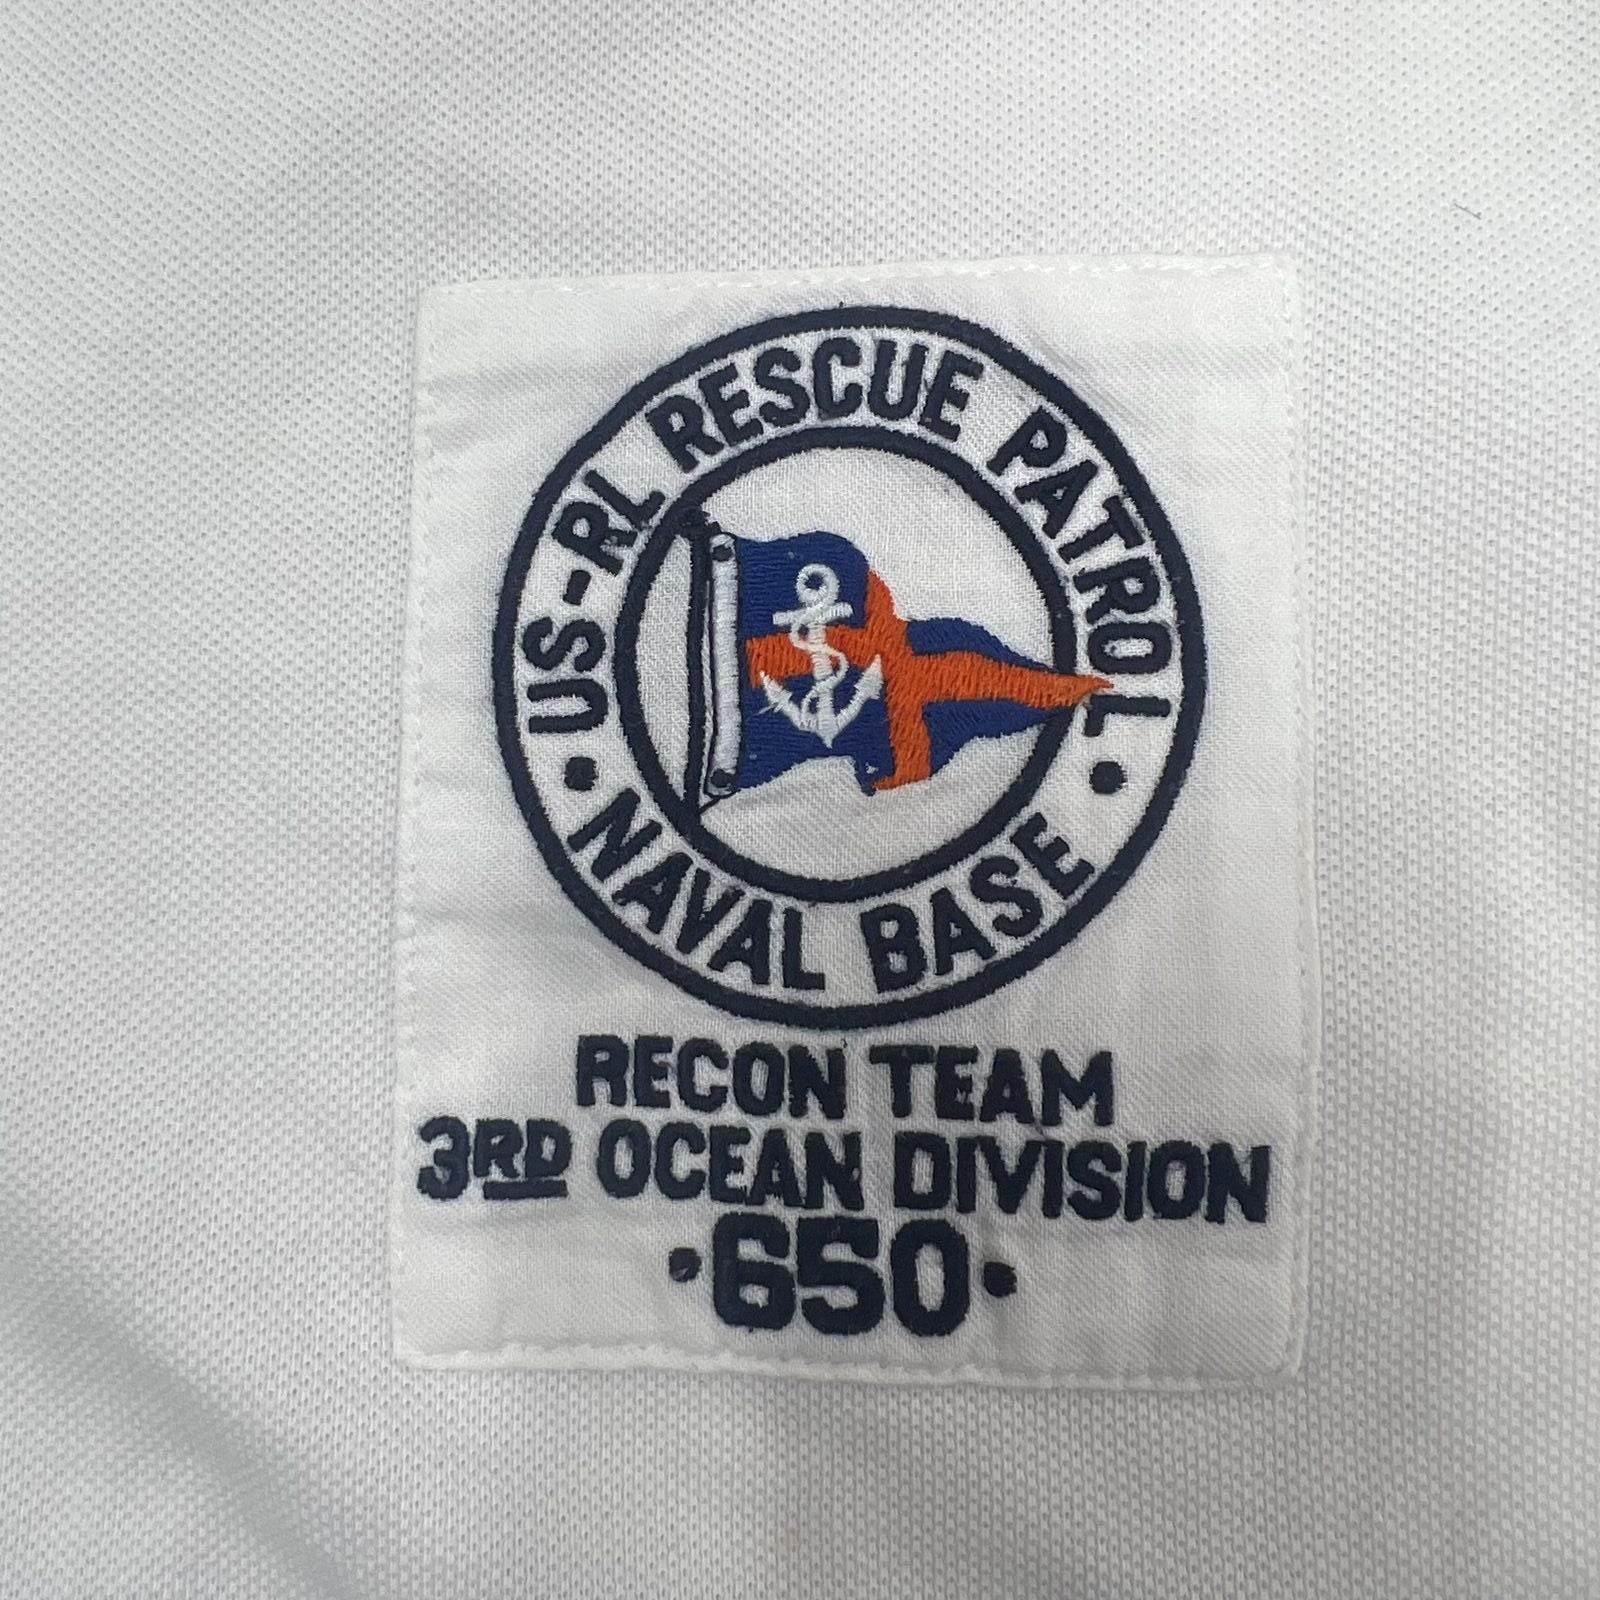 US-RL RESCUE PATROL
• NAVAL BASE •
RECON TEAM
3RD OCEAN DIVISION
•650•